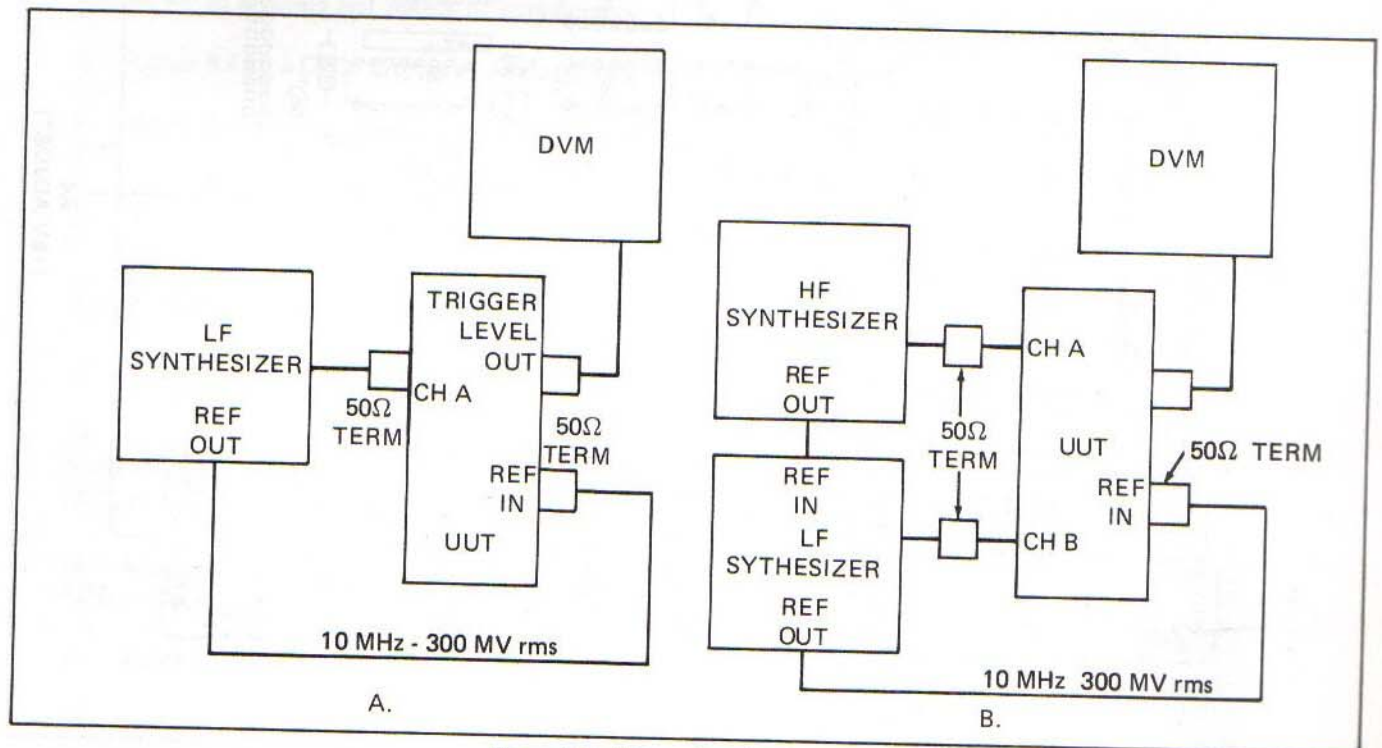 DVM
LF
SYNTHESIZER
REF
OUT
TRIGGER
LEVEL
OUT
CH A
50Ω
TERM
50Ω
TERM
REF
IN
UUT
10 MHz - 300 MV rms
A.
DVM
HF
SYNTHESIZER
REF
OUT
CH A
50Ω
TERM
UUT
50Ω TERM
REF
IN
REF
IN
LF
SYTHESIZER
REF
OUT
CH B
10 MHz 300 MV rms
B.